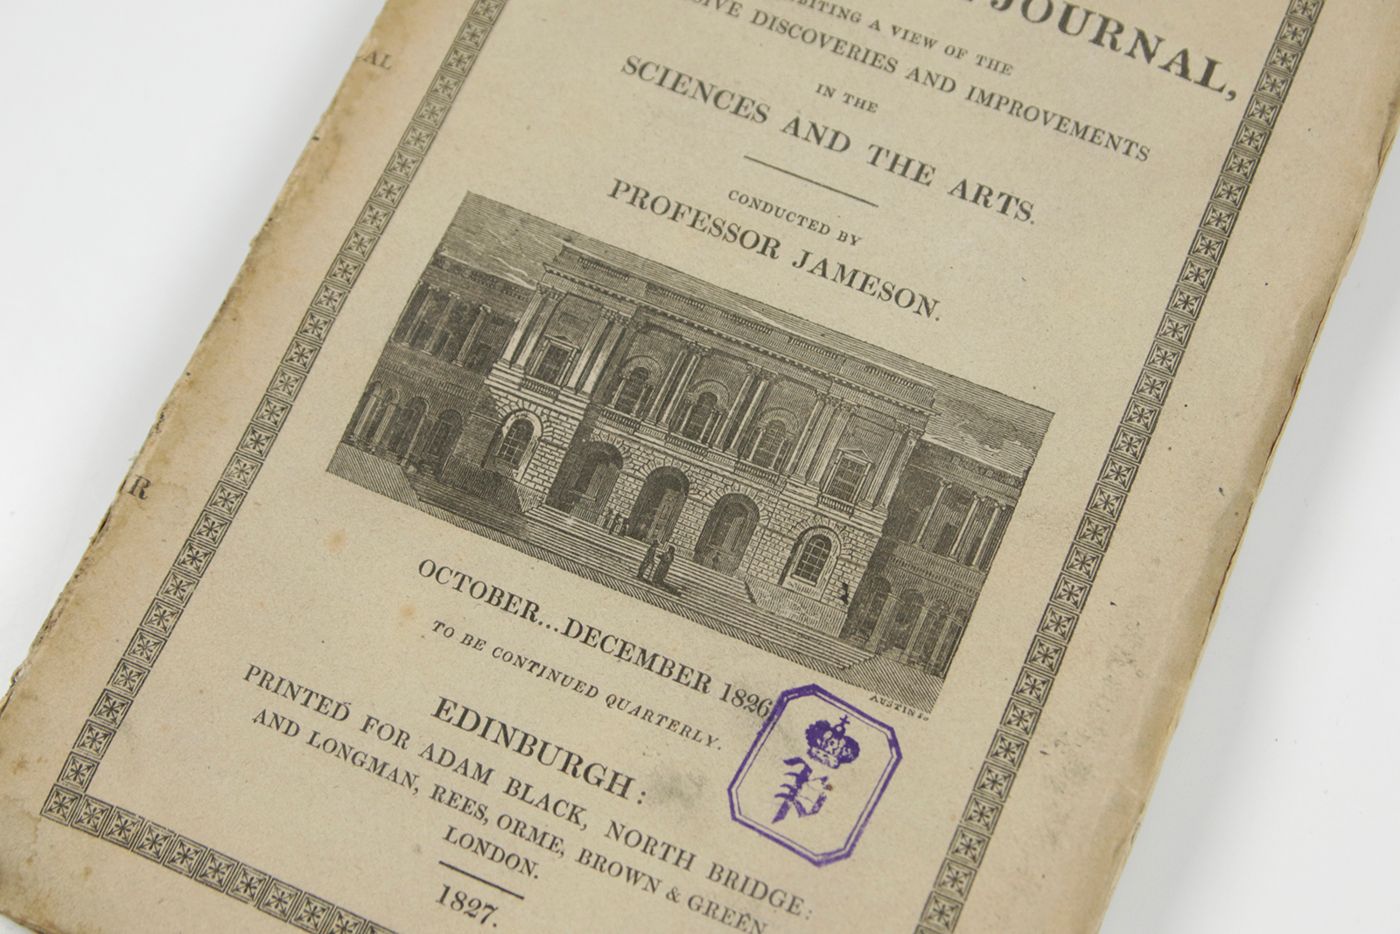 JOURNAL,
A VIEW OF THE
DISCOVERIES AND IMPROVEMENTS
IN THE
SCIENCES AND THE ARTS.
CONDUCTED BY
PROFESSOR JAMESON.
AUSTIN
OCTOBER...DECEMBER 1826
TO BE CONTINUED QUARTERLY.
EDINBURGH:
PRINTED FOR ADAM BLACK, NORTH BRIDGE:
AND LONGMAN, REES, ORME, BROWN & GREEN
LONDON.
1827.